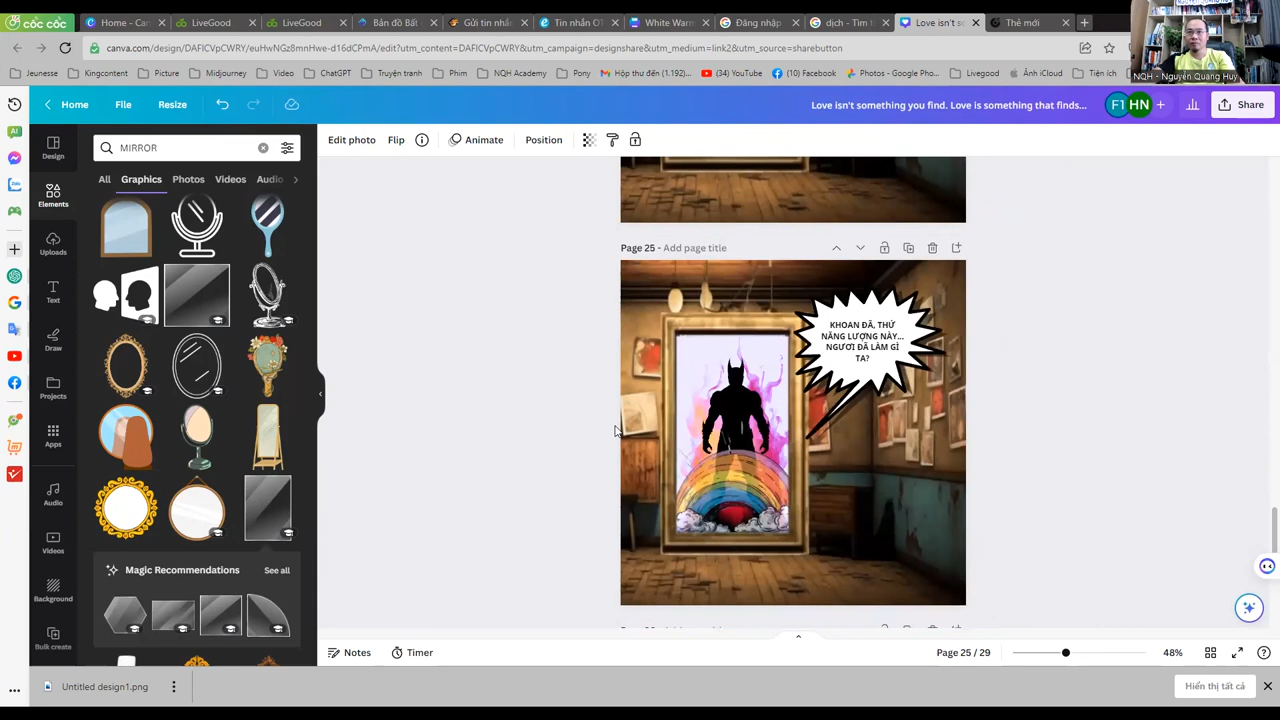 cốc cốc
Home - Can
LiveGood
LiveGood
Bản đồ Bất
Gửi tin nhắn
Tin nhắn OT
White Warm
Đăng nhập
dịch - Tìm t
Love isn't s
Thẻ mới
canva.com/design/DAFICVpCWRY/euHwNGz8mnHwe-d16dCPmA/edit?utm_content=DAFICVpCWRY&utm_campaign=designshare&utm_medium=link2&utm_source=sharebutton
NQH - Nguyễn Quang Huy
Jeunesse
Kingcontent
Picture
Midjourney
Video
ChatGPT
Truyện tranh
Phim
NQH Academy
Pony
Hộp thư đến (1.192)...
(34) YouTube
(10) Facebook
Photos - Google Pho...
Livegood
Ảnh iCloud
Tiện ích
Home
File
Resize
Love isn't something you find. Love is something that finds...
F1
HN
Share
Design
Elements
Uploads
Text
Draw
Projects
Apps
Audio
Videos
Background
Bulk create
MIRROR
All
Graphics
Photos
Videos
Audio
Magic Recommendations
See all
Edit photo
Flip
Animate
Position
Page 25 - Add page title
KHOAN ĐÃ, THỨ
NĂNG LƯỢNG NÀY...
NGƯƠI ĐÃ LÀM GÌ
TA?
Notes
Timer
Page 25 / 29
48%
Untitled design1.png
Hiển thị tất cả